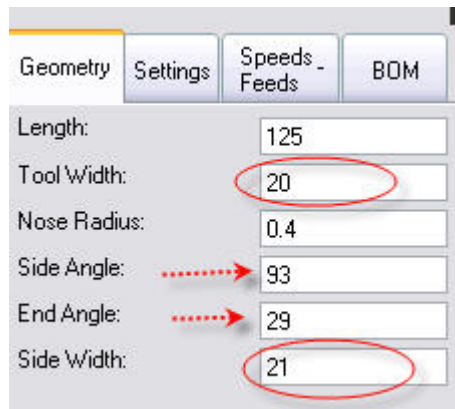 Geometry Settings Speeds - Feeds BOM
Length: 125
Tool Width: 20
Nose Radius: 0.4
Side Angle: 93
End Angle: 29
Side Width: 21